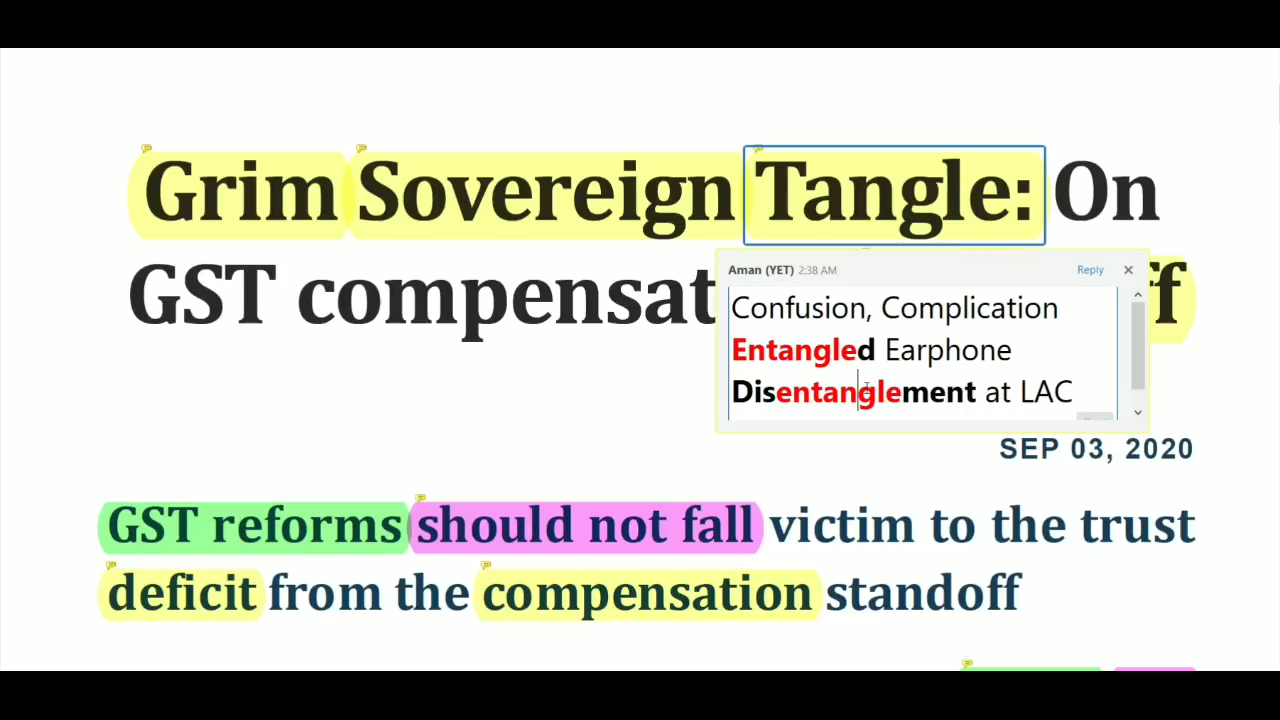 Grim Sovereign Tangle: On
GST compensat ff
Aman (YET) 2:38 AM Reply
Confusion, Complication
Entangled Earphone
Disentanglement at LAC
SEP 03, 2020
GST reforms should not fall victim to the trust
deficit from the compensation standoff